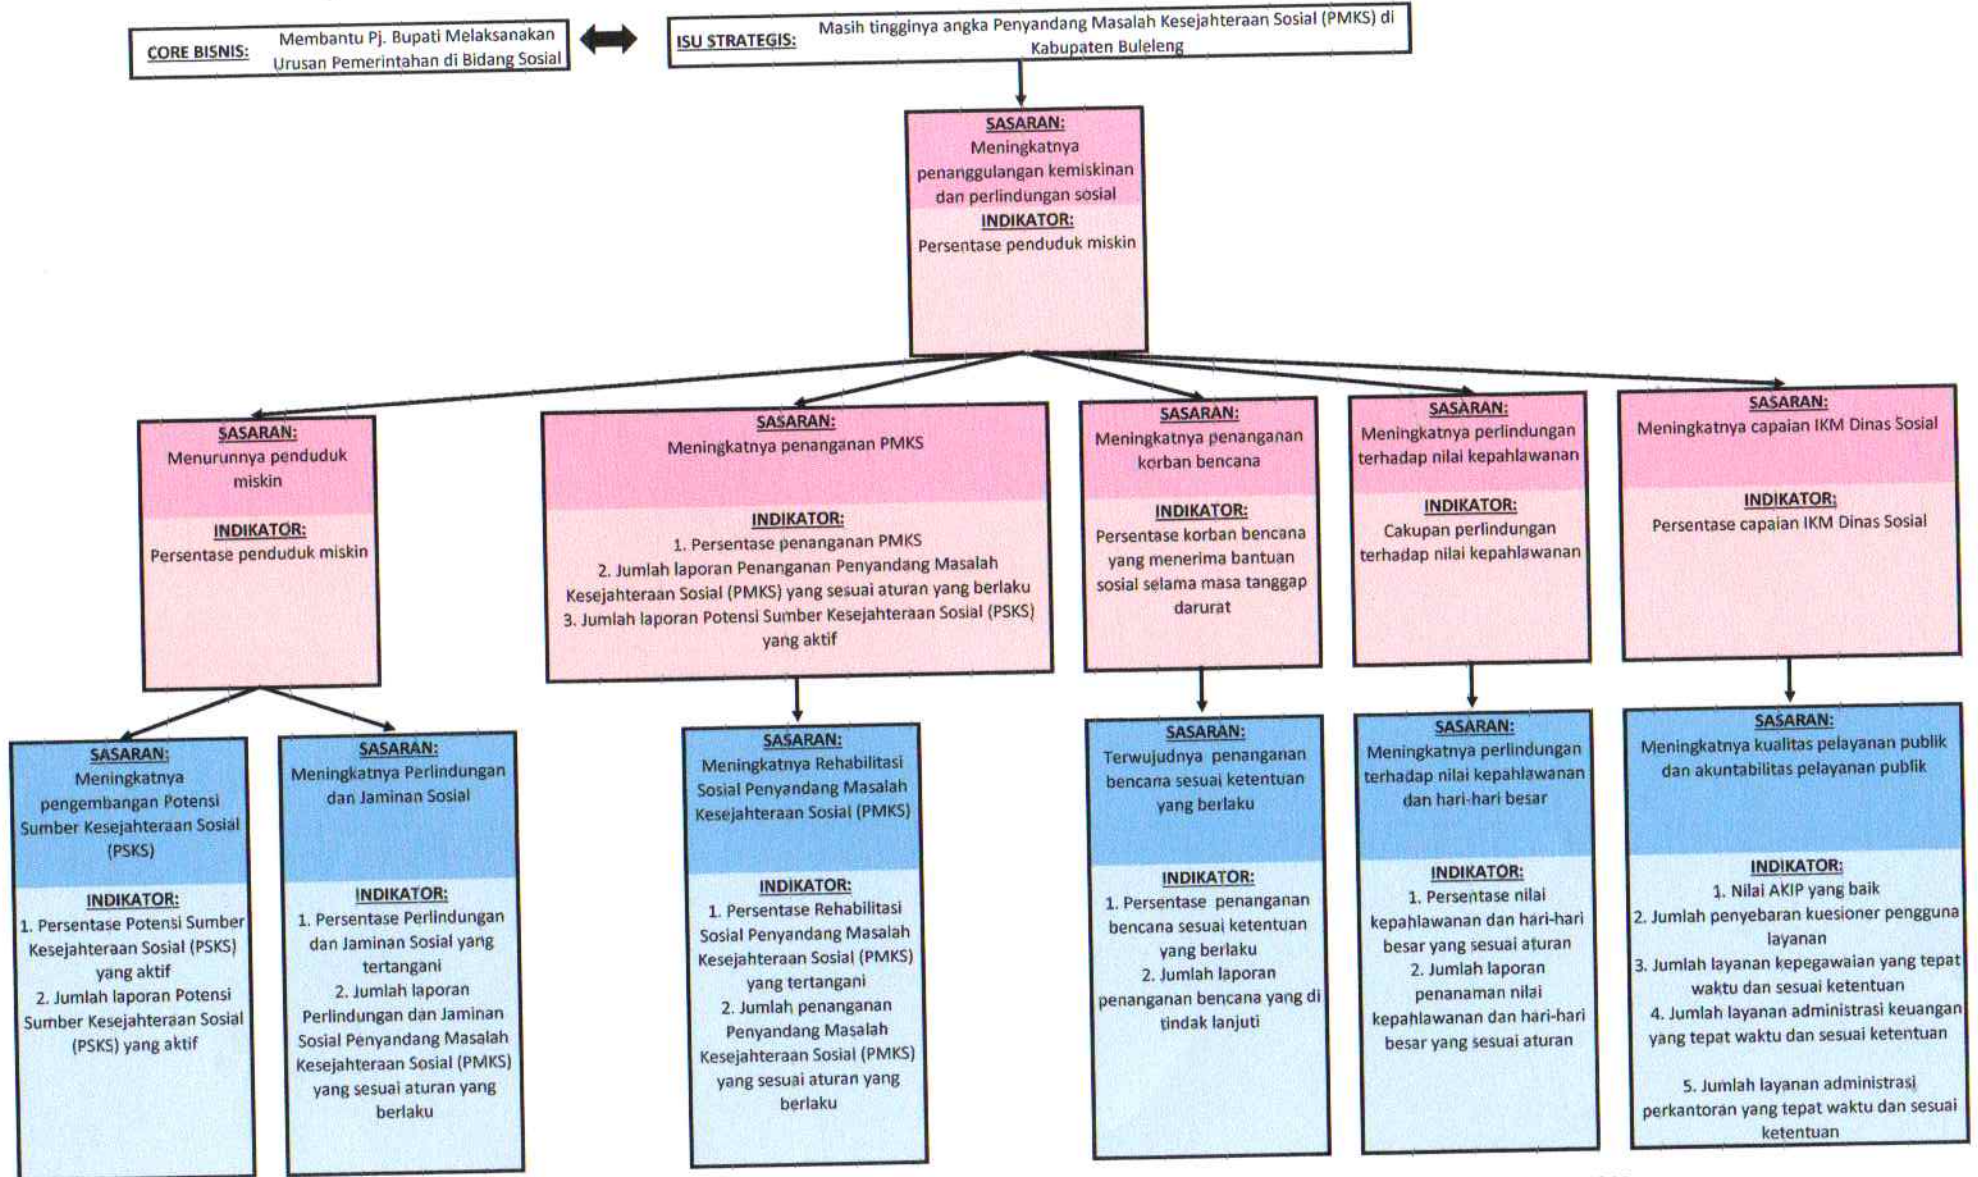 CORE BISNIS:
Membantu Pj. Bupati Melaksanakan
Urusan Pemerintahan di Bidang Sosial
ISU STRATEGIS:
Masih tingginya angka Penyandang Masalah Kesejahteraan Sosial (PMKS) di
Kabupaten Buleleng
SASARAN:
Meningkatnya
penanggulangan kemiskinan
dan perlindungan sosial
INDIKATOR:
Persentase penduduk miskin
SASARAN:
Menurunnya penduduk
miskin
INDIKATOR:
Persentase penduduk miskin
SASARAN:
Meningkatnya penanganan PMKS
INDIKATOR:
1. Persentase penanganan PMKS
2. Jumlah laporan Penanganan Penyandang Masalah
Kesejahteraan Sosial (PMKS) yang sesuai aturan yang berlaku
3. Jumlah laporan Potensi Sumber Kesejahteraan Sosial (PSKS)
yang aktif
SASARAN:
Meningkatnya penanganan
korban bencana
INDIKATOR:
Persentase korban bencana
yang menerima bantuan
sosial selama masa tanggap
darurat
SASARAN:
Meningkatnya perlindungan
terhadap nilai kepahlawanan
INDIKATOR:
Cakupan perlindungan
terhadap nilai kepahlawanan
SASARAN:
Meningkatnya capaian IKM Dinas Sosial
INDIKATOR:
Persentase capaian IKM Dinas Sosial
SASARAN:
Meningkatnya
pengembangan Potensi
Sumber Kesejahteraan Sosial
(PSKS)
INDIKATOR:
1. Persentase Potensi Sumber
Kesejahteraan Sosial (PSKS)
yang aktif
2. Jumlah laporan Potensi
Sumber Kesejahteraan Sosial
(PSKS) yang aktif
SASARAN:
Meningkatnya Perlindungan
dan Jaminan Sosial
INDIKATOR:
1. Persentase Perlindungan
dan Jaminan Sosial yang
tertangani
2. Jumlah laporan
Perlindungan dan Jaminan
Sosial Penyandang Masalah
Kesejahteraan Sosial (PMKS)
yang sesuai aturan yang
berlaku
SASARAN:
Meningkatnya Rehabilitasi
Sosial Penyandang Masalah
Kesejahteraan Sosial (PMKS)
INDIKATOR:
1. Persentase Rehabilitasi
Sosial Penyandang Masalah
Kesejahteraan Sosial (PMKS)
yang tertangani
2. Jumlah penanganan
Penyandang Masalah
Kesejahteraan Sosial (PMKS)
yang sesuai aturan yang
berlaku
SASARAN:
Terwujudnya penanganan
bencana sesuai ketentuan
yang berlaku
INDIKATOR:
1. Persentase penanganan
bencana sesuai ketentuan
yang berlaku
2. Jumlah laporan
penanganan bencana yang di
tindak lanjuti
SASARAN:
Meningkatnya perlindungan
terhadap nilai kepahlawanan
dan hari-hari besar
INDIKATOR:
1. Persentase nilai
kepahlawanan dan hari-hari
besar yang sesuai aturan
2. Jumlah laporan
penanaman nilai
kepahlawanan dan hari-hari
besar yang sesuai aturan
SASARAN:
Meningkatnya kualitas pelayanan publik
dan akuntabilitas pelayanan publik
INDIKATOR:
1. Nilai AKIP yang baik
2. Jumlah penyebaran kuesioner pengguna
layanan
3. Jumlah layanan kepegawaian yang tepat
waktu dan sesuai ketentuan
4. Jumlah layanan administrasi keuangan
yang tepat waktu dan sesuai ketentuan
5. Jumlah layanan administrasi
perkantoran yang tepat waktu dan sesuai
ketentuan